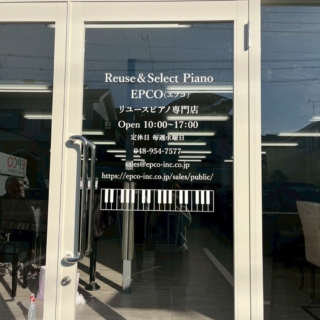 Reuse&Select Piano
EPCO(エプコ)
リユースピアノ専門店
Open 10:00~17:00
定休日 毎週水曜日
048-954-7577
sales@epco-inc.co.jp
https://epco-inc.co.jp/sales/public/
EPCO